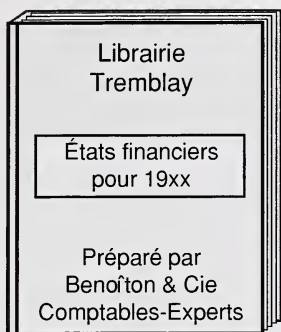 Librairie
Tremblay
États financiers
pour 19xx
Préparé par
Benoîton & Cie
Comptables-Experts